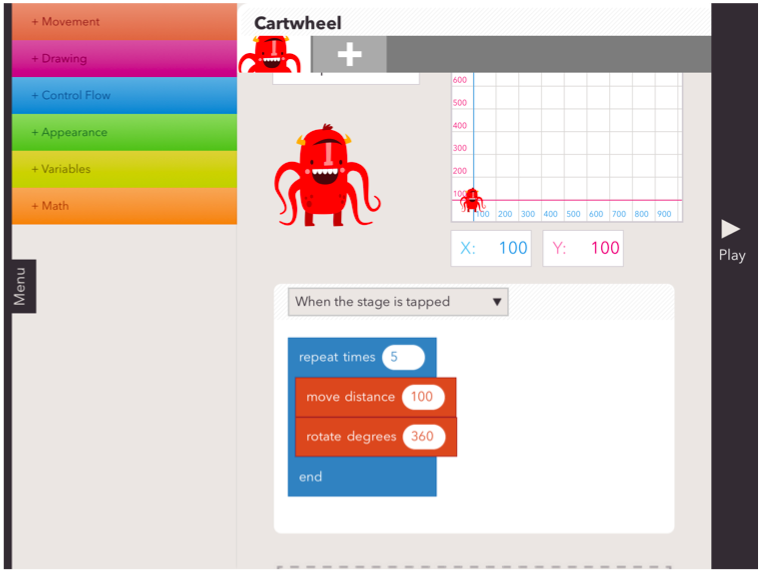 Cartwheel
+ Movement
+ Drawing
+ Control Flow
+ Appearance
+ Variables
+ Math
Menu
600
500
400
300
200
100
100 200 300 400 500 600 700 800 900
X: 100 Y: 100
Play
When the stage is tapped
repeat times 5
move distance 100
rotate degrees 360
end